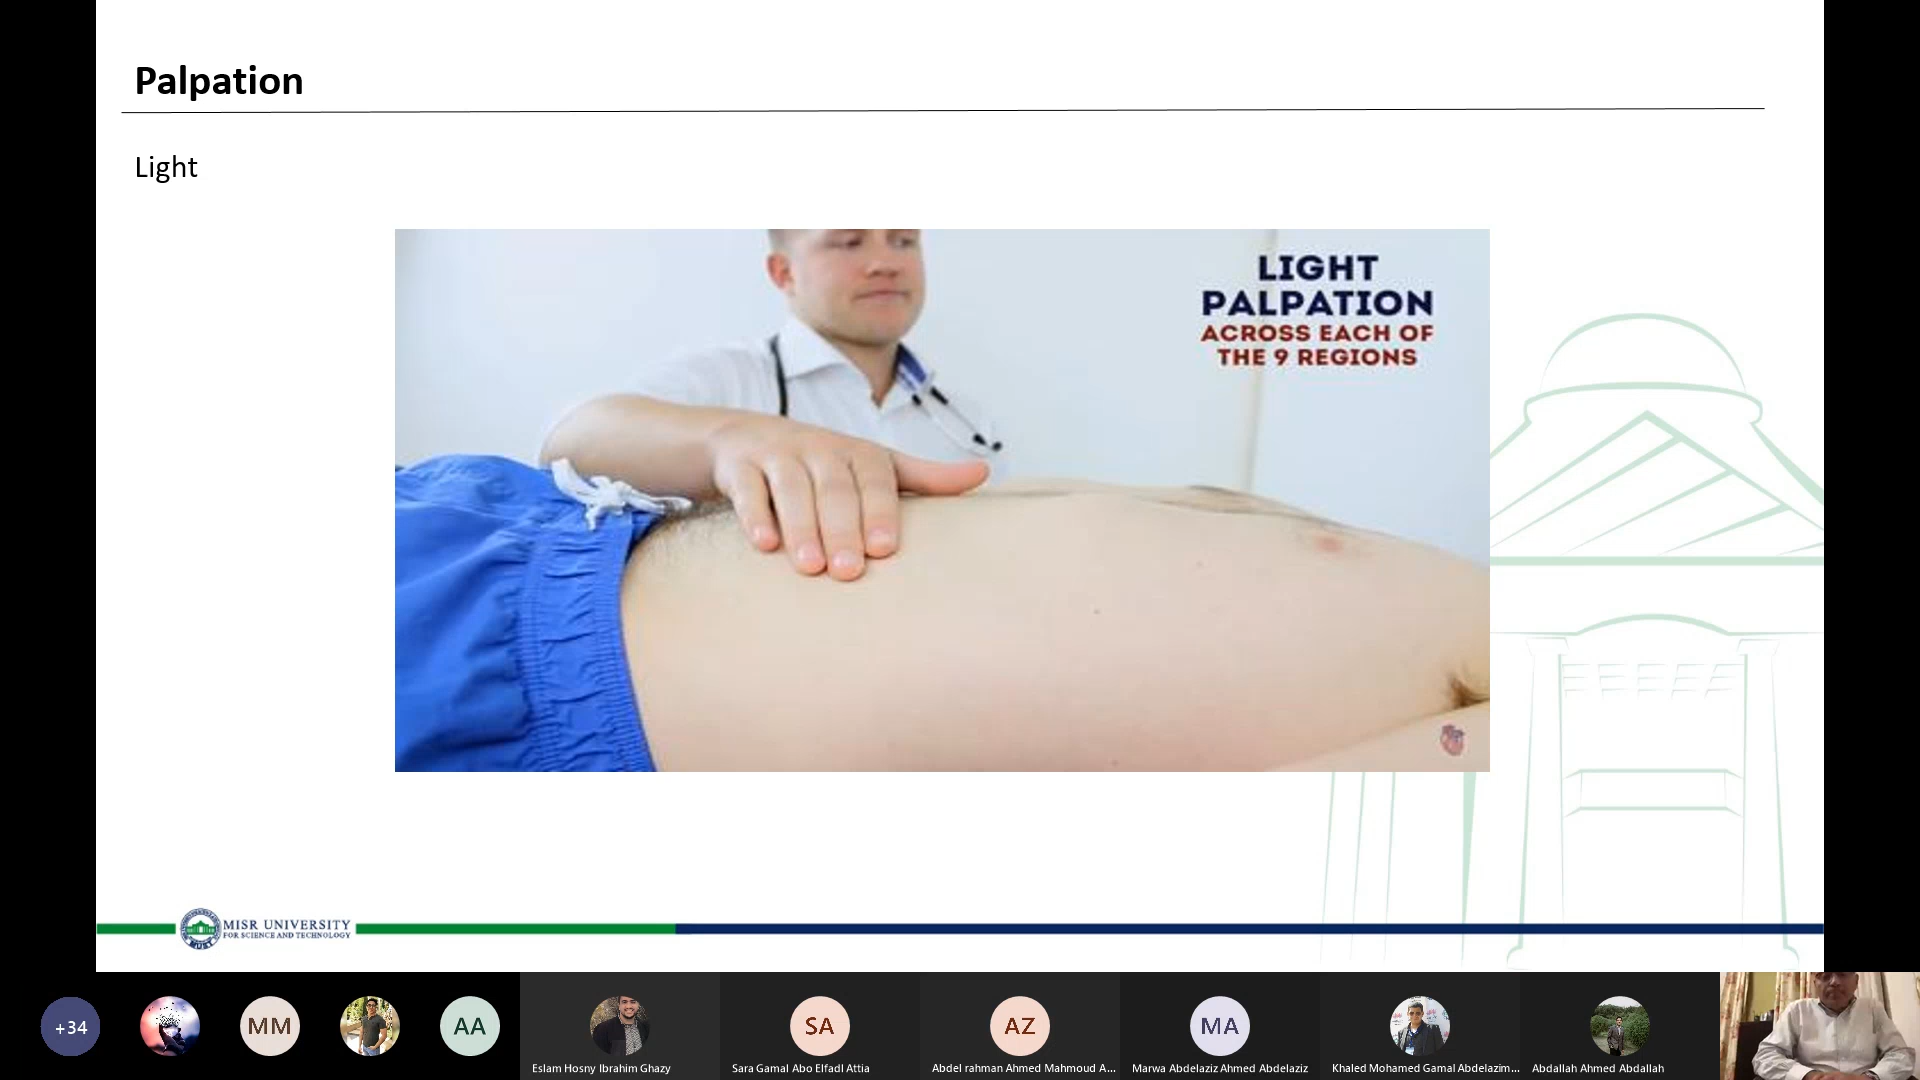 Palpation
Light
LIGHT
PALPATION
ACROSS EACH OF
THE 9 REGIONS
MISR UNIVERSITY
FOR SCIENCE AND TECHNOLOGY
MUST
+34
MM
AA
SA
AZ
MA
Eslam Hosny Ibrahim Ghazy
Sara Gamal Abo Elfadl Attia
Abdel rahman Ahmed Mahmoud A...
Marwa Abdelaziz Ahmed Abdelaziz
Khaled Mohamed Gamal Abdelazim...
Abdallah Ahmed Abdallah